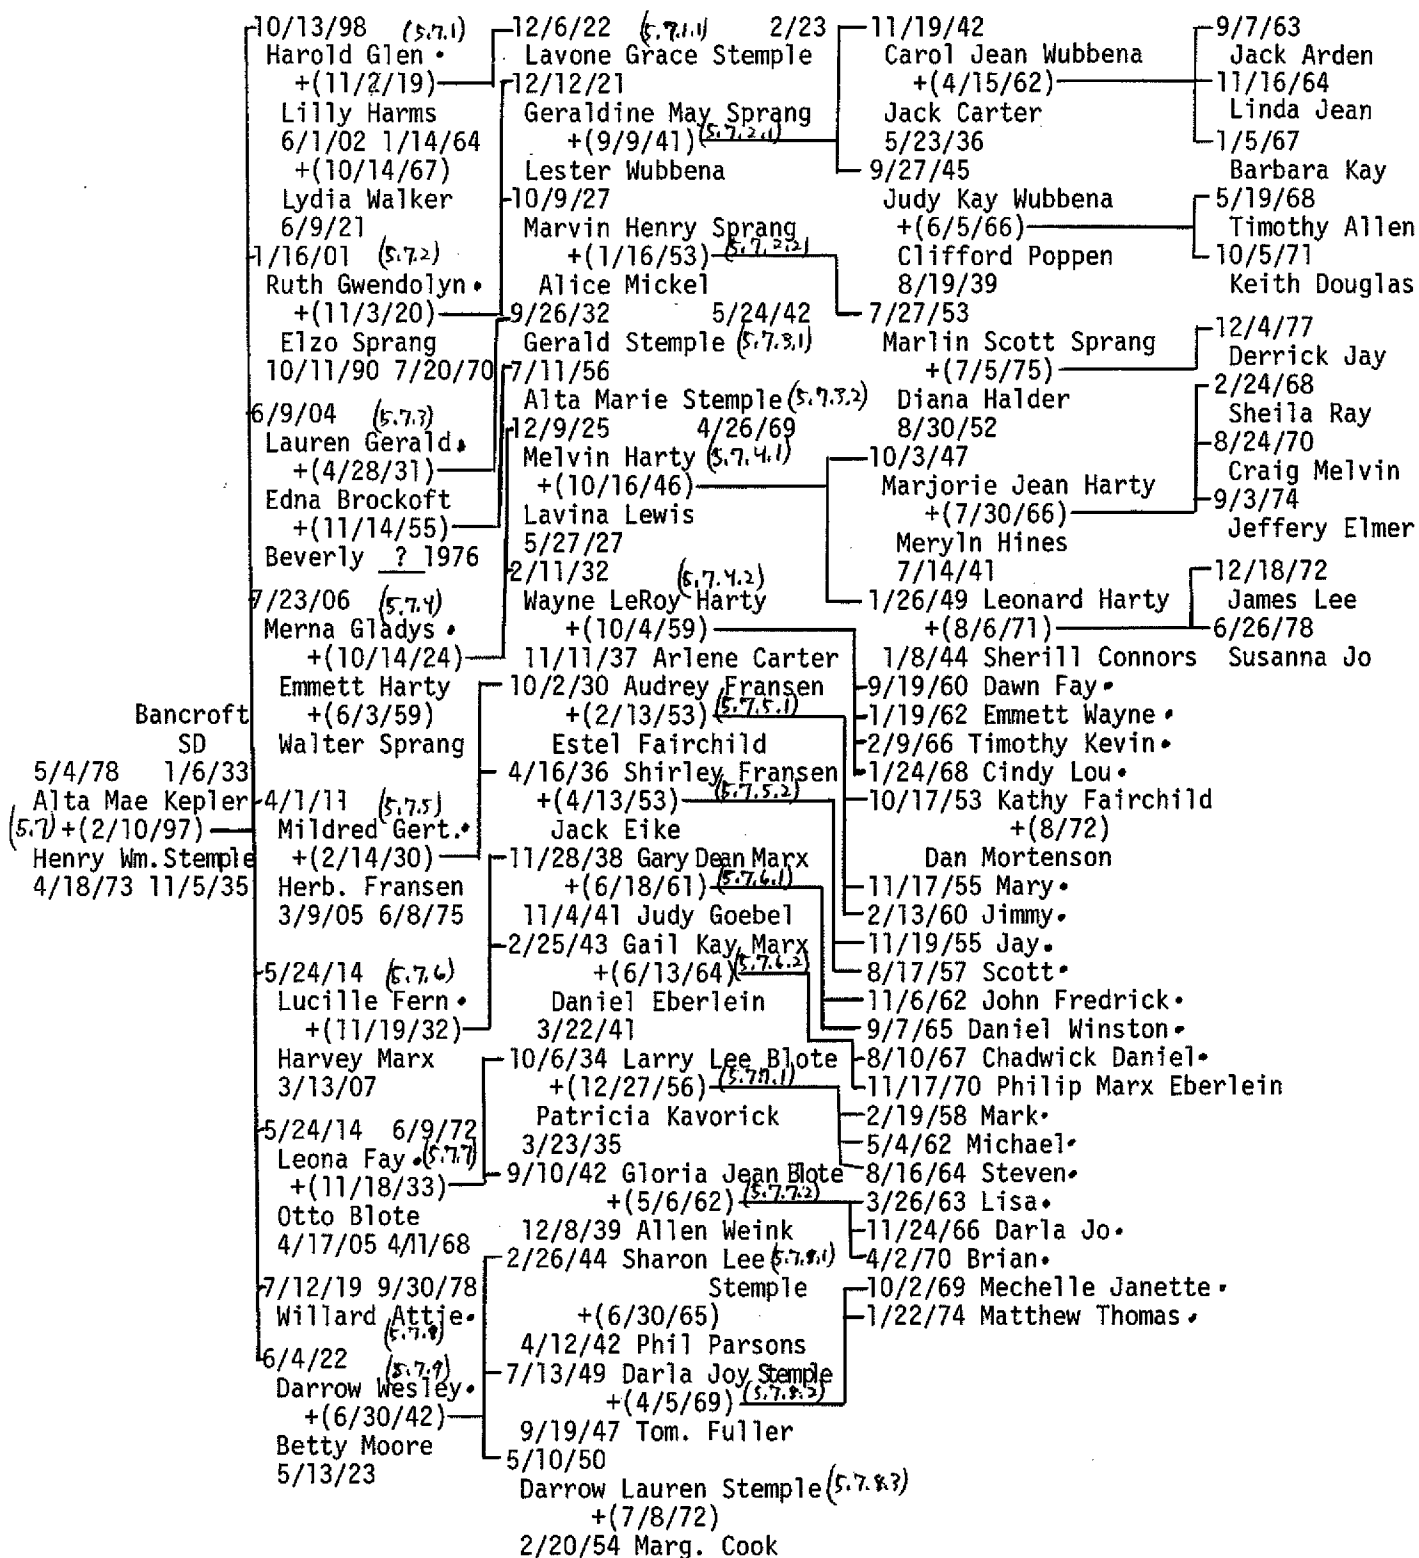 Bancroft
SD
5/4/78 1/6/33
Alta Mae Kepler
(5.7) +(2/10/97)
Henry Wm. Stemple
4/18/73 11/5/35
10/13/98 (5.7.1)
Harold Glen •
+(11/2/19)
Lilly Harms
6/1/02 1/14/64
+(10/14/67)
Lydia Walker
6/9/21
1/16/01 (5.7.2)
Ruth Gwendolyn •
+(11/3/20)
Elzo Sprang
10/11/90 7/20/70
6/9/04 (5.7.3)
Lauren Gerald •
+(4/28/31)
Edna Brockoft
+(11/14/55)
Beverly ? 1976
7/23/06 (5.7.4)
Merna Gladys •
+(10/14/24)
Emmett Harty
+(6/3/59)
Walter Sprang
4/1/11 (5.7.5)
Mildred Gert. •
+(2/14/30)
Herb. Fransen
3/9/05 6/8/75
5/24/14 (5.7.6)
Lucille Fern •
+(11/19/32)
Harvey Marx
3/13/07
5/24/14 6/9/72
Leona Fay • (5.7.7)
+(11/18/33)
Otto Blote
4/17/05 4/11/68
7/12/19 9/30/78
Willard Attje •
(5.7.8)
6/4/22 (5.7.9)
Darrow Wesley •
+(6/30/42)
Betty Moore
5/13/23
12/6/22 (5.7.1.1) 2/23
Lavone Grace Stemple
12/12/21
Geraldine May Sprang
+(9/9/41) (5.7.2.1)
Lester Wubbena
10/9/27
Marvin Henry Sprang
+(1/16/53) (5.7.2.2)
Alice Mickel
9/26/32 5/24/42
Gerald Stemple (5.7.3.1)
7/11/56
Alta Marie Stemple (5.7.3.2)
12/9/25 4/26/69
Melvin Harty (5.7.4.1)
+(10/16/46)
Lavina Lewis
5/27/27
2/11/32 (5.7.4.2)
Wayne LeRoy Harty
+(10/4/59)
11/11/37 Arlene Carter
10/2/30 Audrey Fransen
+(2/13/53) (5.7.5.1)
Estel Fairchild
4/16/36 Shirley Fransen
+(4/13/53) (5.7.5.2)
Jack Eike
11/28/38 Gary Dean Marx
+(6/18/61) (5.7.6.1)
11/4/41 Judy Goebel
2/25/43 Gail Kay Marx
+(6/13/64) (5.7.6.2)
Daniel Eberlein
3/22/41
10/6/34 Larry Lee Blote
+(12/27/56) (5.7.7.1)
Patricia Kavorick
3/23/35
9/10/42 Gloria Jean Blote
+(5/6/62) (5.7.7.2)
12/8/39 Allen Weink
2/26/44 Sharon Lee (5.7.8.1)
Stemple
+(6/30/65)
4/12/42 Phil Parsons
7/13/49 Darla Joy Stemple
+(4/5/69) (5.7.8.2)
9/19/47 Tom. Fuller
5/10/50
Darrow Lauren Stemple (5.7.8.3)
+(7/8/72)
2/20/54 Marg. Cook
11/19/42
Carol Jean Wubbena
+(4/15/62)
Jack Carter
5/23/36
9/27/45
Judy Kay Wubbena
+(6/5/66)
Clifford Poppen
8/19/39
7/27/53
Marlin Scott Sprang
+(7/5/75)
Diana Halder
8/30/52
10/3/47
Marjorie Jean Harty
+(7/30/66)
Meryln Hines
7/14/41
1/26/49 Leonard Harty
+(8/6/71)
1/8/44 Sherill Connors
9/19/60 Dawn Fay •
1/19/62 Emmett Wayne •
2/9/66 Timothy Kevin •
1/24/68 Cindy Lou •
10/17/53 Kathy Fairchild
+(8/72)
Dan Mortenson
11/17/55 Mary •
2/13/60 Jimmy •
11/19/55 Jay •
8/17/57 Scott •
11/6/62 John Fredrick •
9/7/65 Daniel Winston •
8/10/67 Chadwick Daniel •
11/17/70 Philip Marx Eberlein
2/19/58 Mark •
5/4/62 Michael •
8/16/64 Steven •
3/26/63 Lisa •
11/24/66 Darla Jo •
4/2/70 Brian •
10/2/69 Mechelle Janette •
1/22/74 Matthew Thomas •
9/7/63
Jack Arden
11/16/64
Linda Jean
1/5/67
Barbara Kay
5/19/68
Timothy Allen
10/5/71
Keith Douglas
12/4/77
Derrick Jay
2/24/68
Sheila Ray
8/24/70
Craig Melvin
9/3/74
Jeffery Elmer
12/18/72
James Lee
6/26/78
Susanna Jo